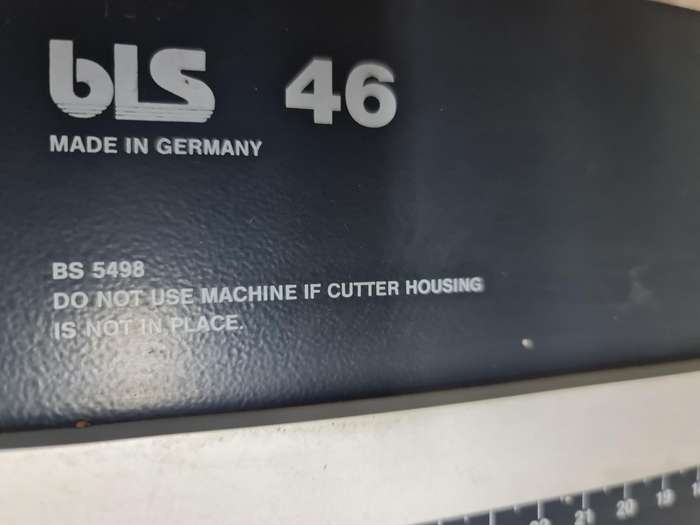 bLS 46
MADE IN GERMANY
BS 5498
DO NOT USE MACHINE IF CUTTER HOUSING
IS NOT IN PLACE.
21 20 19